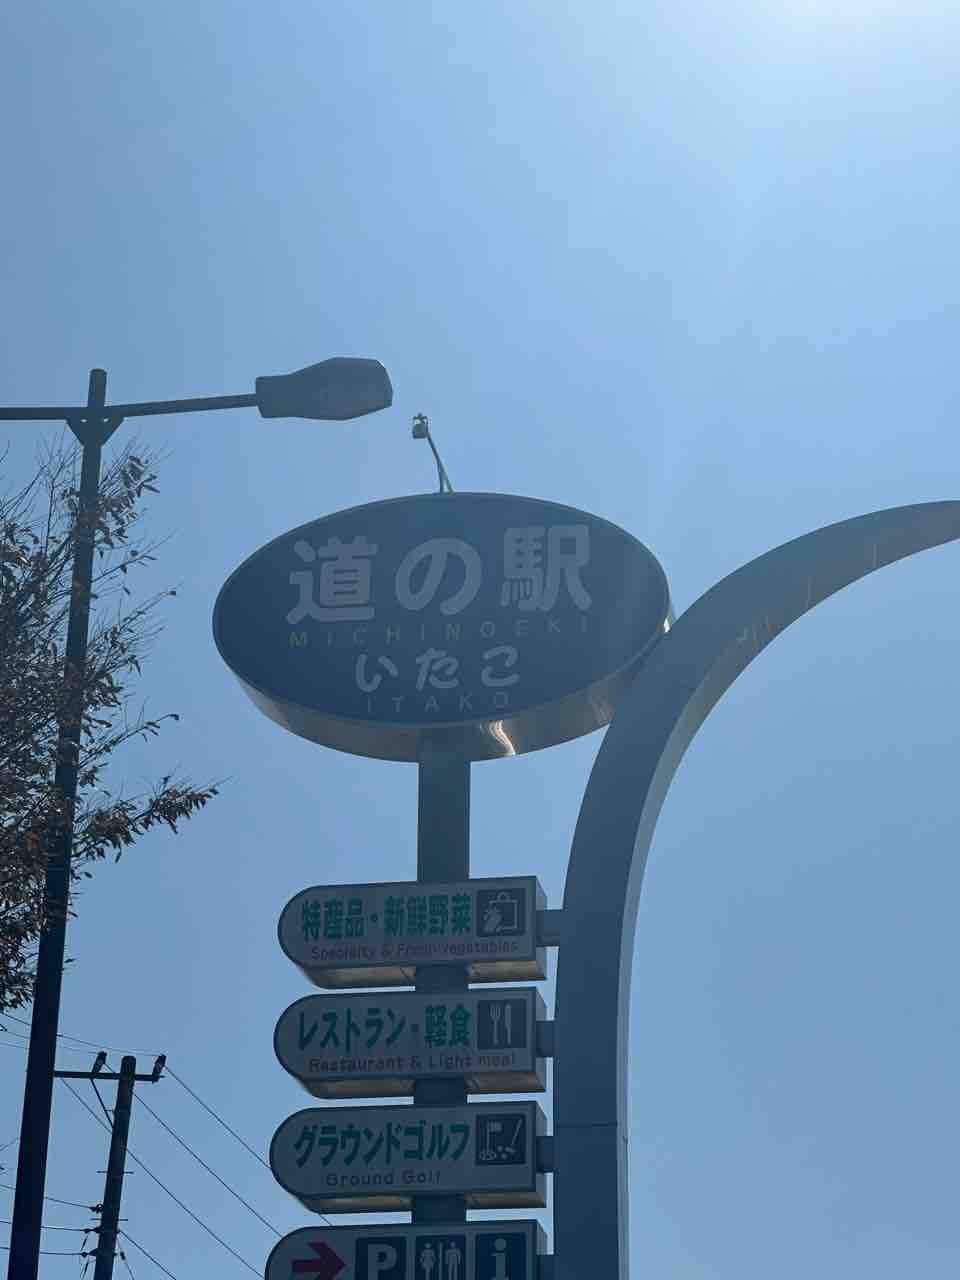 道の駅
MICHINOEKI
いたこ
ITAKO
特産品・新鮮野菜
Specialty & Fresh vegetables
レストラン・軽食
Restaurant & Light meal
グラウンドゴルフ
Ground Golf
P i